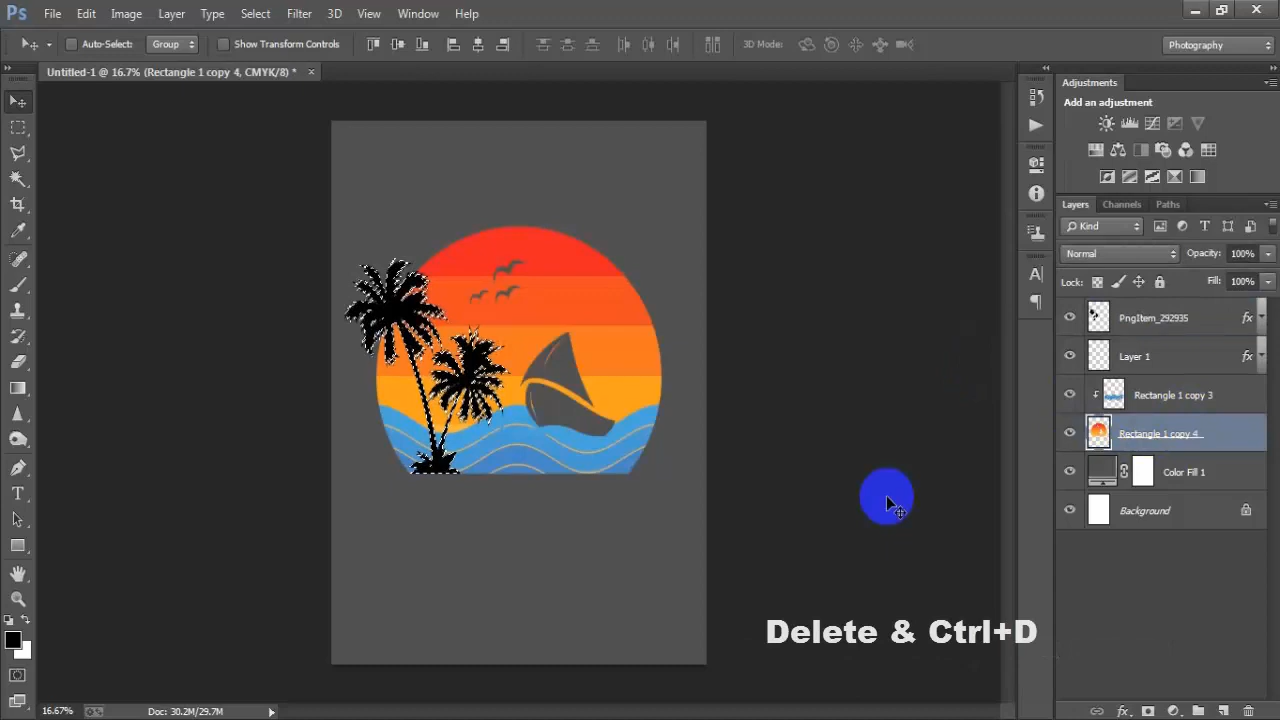 Ps File Edit Image Layer Type Select Filter 3D View Window Help
Auto-Select: Group Show Transform Controls 3D Mode: Photography
Untitled-1 @ 16.7% (Rectangle 1 copy 4, CMYK/8) * ×
Adjustments
Add an adjustment
Layers Channels Paths
Kind
Normal Opacity: 100%
Lock: Fill: 100%
PngItem_292935 fx
Layer 1 fx
Rectangle 1 copy 3
Rectangle 1 copy 4
Color Fill 1
Background
Delete & Ctrl+D
16.67% Doc: 30.2M/29.7M